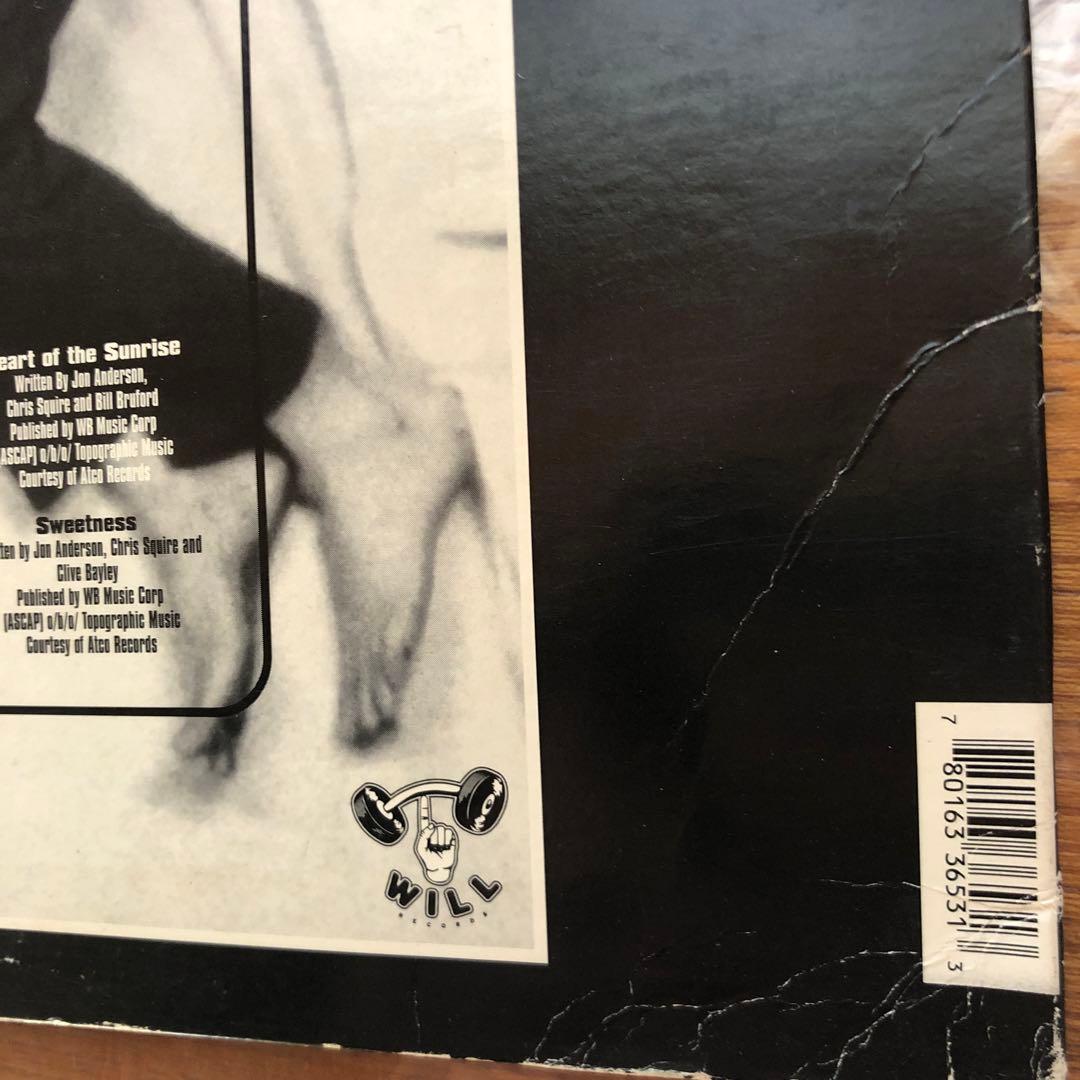 eart of the Sunrise
Written By Jon Anderson,
Chris Squire and Bill Bruford
Published by WB Music Corp
ASCAP) o/b/o/ Topographic Music
Courtesy of Atco Records
Sweetness
ten by Jon Anderson, Chris Squire and
Clive Bayley
Published by WB Music Corp
(ASCAP) o/b/o/ Topographic Music
Courtesy of Atco Records
WILL
RECORDS
7 80163 36531 3